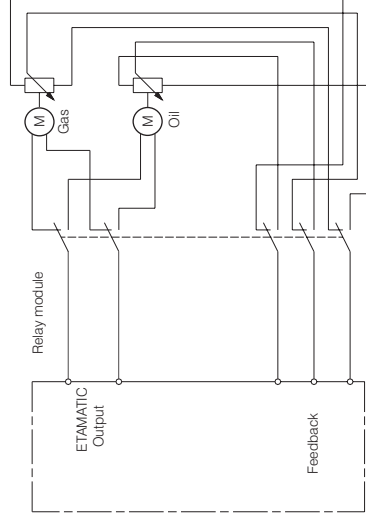 M
Gas
M
Oil
Relay module
ETAMATIC
Output
Feedback